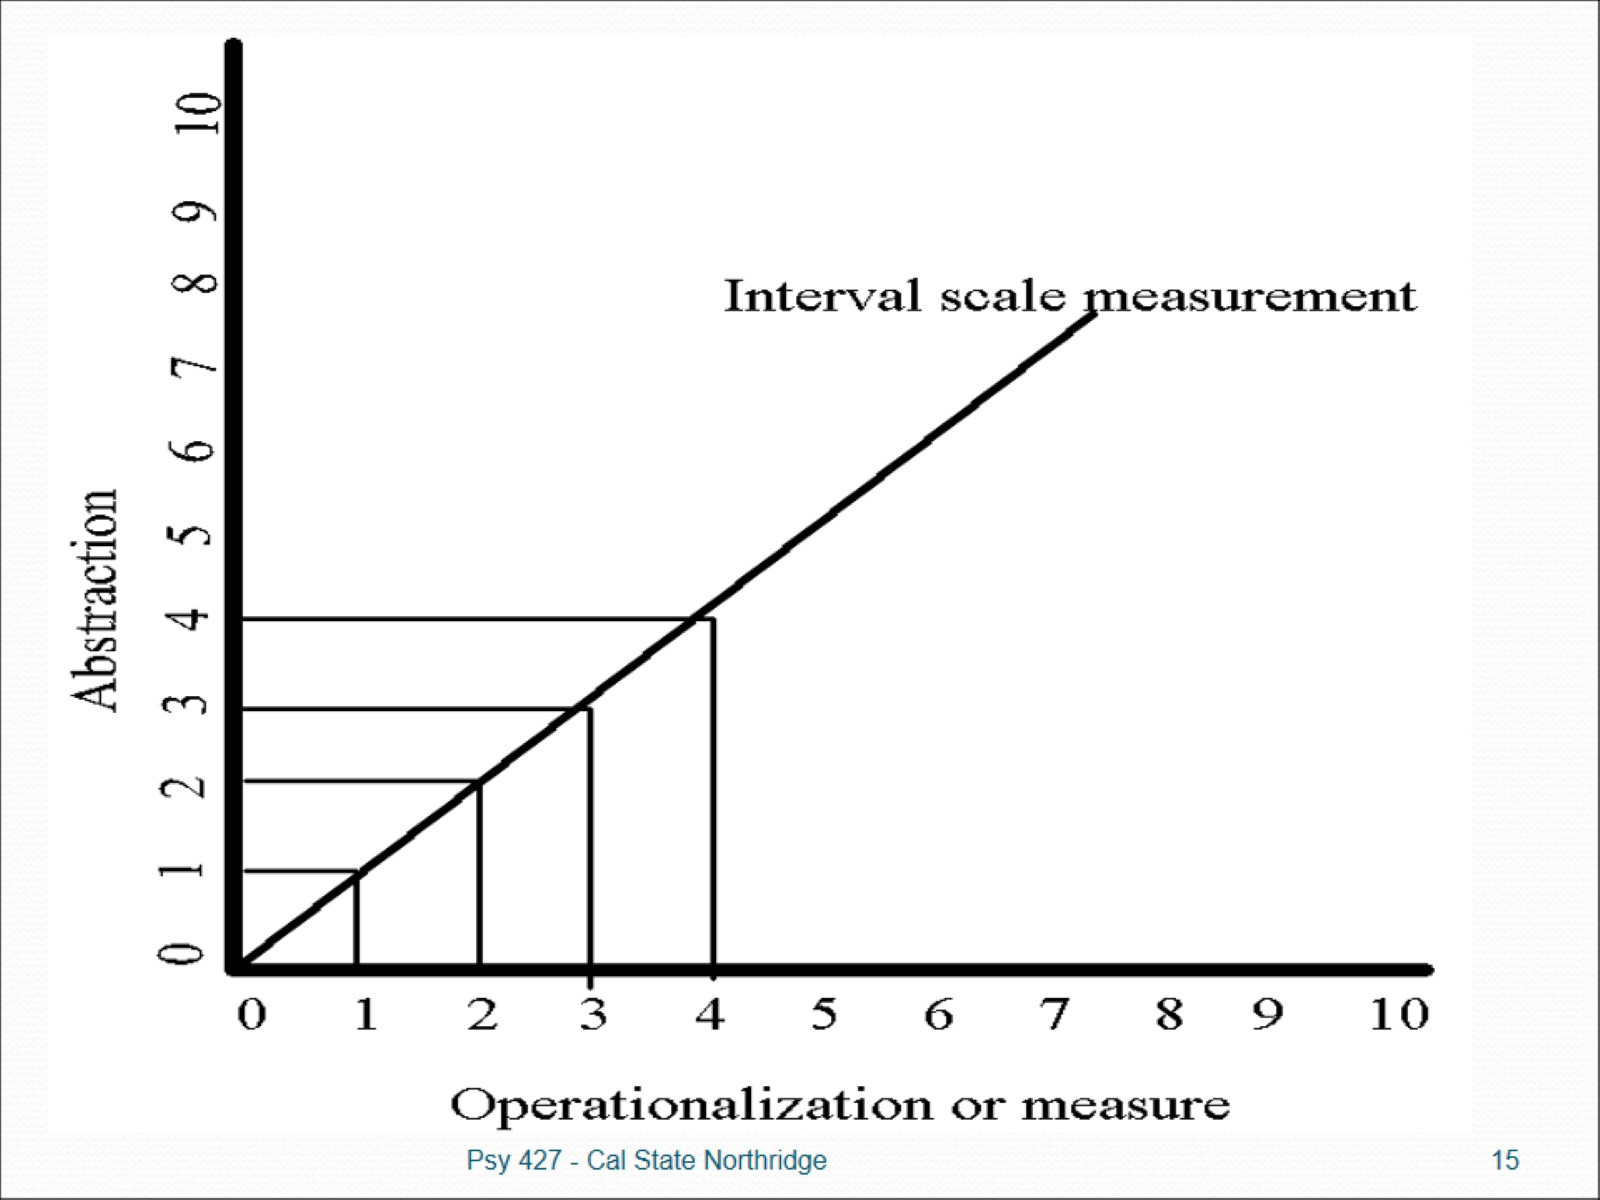 10
9
8
Interval scale measurement
7
6
5
Abstraction
4
3
2
1
0
0 1 2 3 4 5 6 7 8 9 10
Operationalization or measure
Psy 427 - Cal State Northridge
15